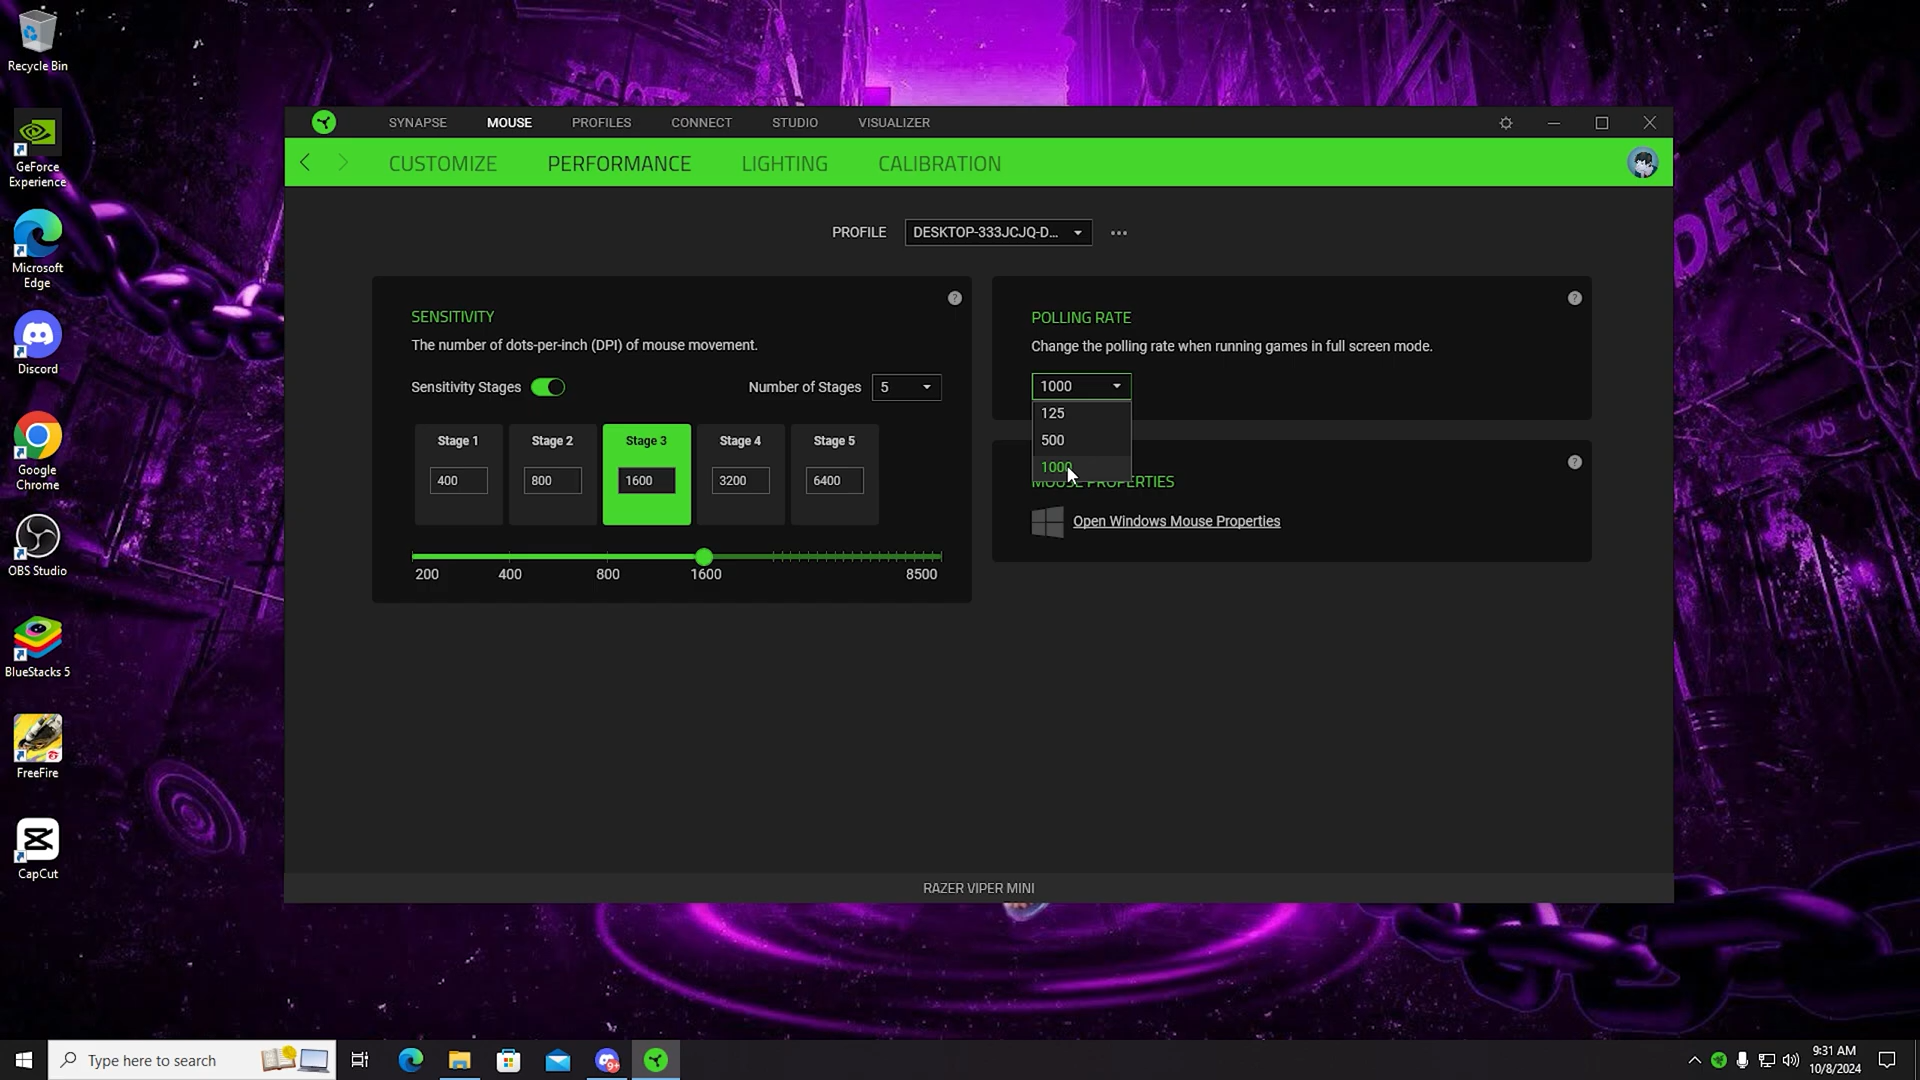 Recycle Bin
GeForce
Experience
Microsoft
Edge
Discord
Google
Chrome
OBS Studio
BlueStacks 5
FreeFire
CapCut
SYNAPSE MOUSE PROFILES CONNECT STUDIO VISUALIZER
CUSTOMIZE PERFORMANCE LIGHTING CALIBRATION
PROFILE DESKTOP-333JCJQ-D... ...
SENSITIVITY ?
The number of dots-per-inch (DPI) of mouse movement.
Sensitivity Stages Number of Stages 5
Stage 1 Stage 2 Stage 3 Stage 4 Stage 5
400 800 1600 3200 6400
200 400 800 1600 8500
POLLING RATE ?
Change the polling rate when running games in full screen mode.
1000
125
500
1000
MOUSE PROPERTIES ?
Open Windows Mouse Properties
RAZER VIPER MINI
DELICIO
Type here to search
9+
9:31 AM
10/8/2024